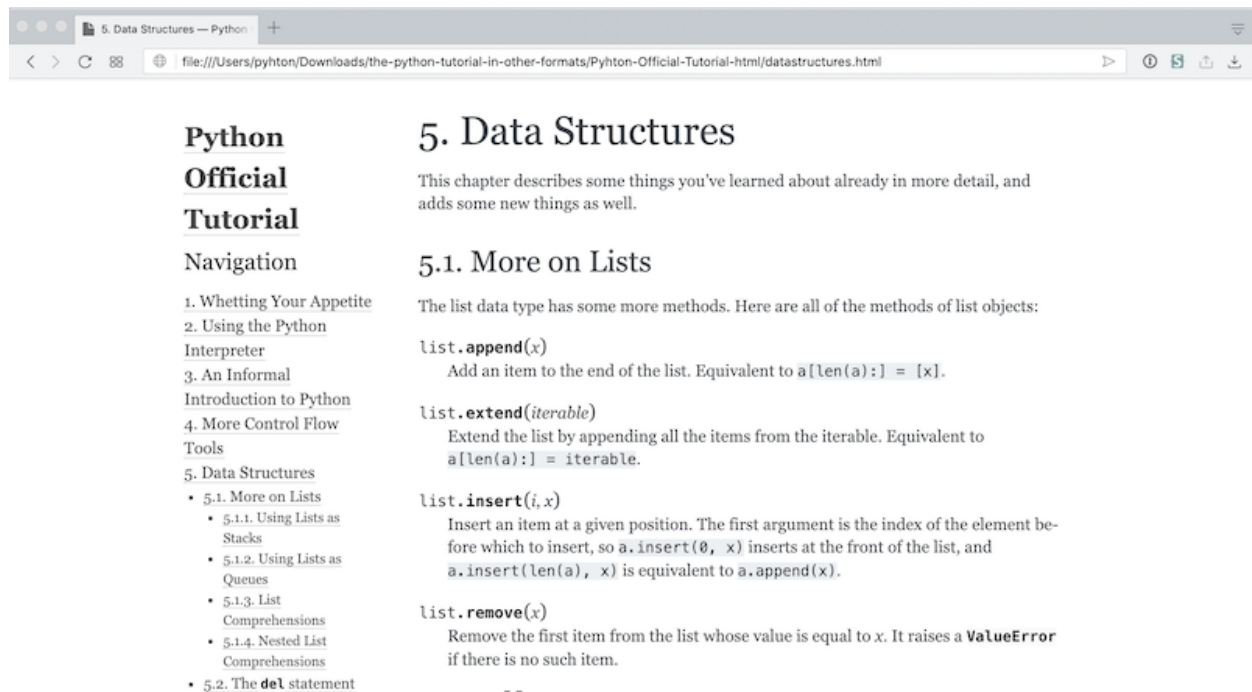 5. Data Structures — Python
file:///Users/pyhton/Downloads/the-python-tutorial-in-other-formats/Pyhton-Official-Tutorial-html/datastructures.html
Python
Official
Tutorial
Navigation
1. Whetting Your Appetite
2. Using the Python
Interpreter
3. An Informal
Introduction to Python
4. More Control Flow
Tools
5. Data Structures
• 5.1. More on Lists
• 5.1.1. Using Lists as
Stacks
• 5.1.2. Using Lists as
Queues
• 5.1.3. List
Comprehensions
• 5.1.4. Nested List
Comprehensions
• 5.2. The del statement
5. Data Structures
This chapter describes some things you’ve learned about already in more detail, and
adds some new things as well.
5.1. More on Lists
The list data type has some more methods. Here are all of the methods of list objects:
list.append(x)
Add an item to the end of the list. Equivalent to a[len(a):] = [x].
list.extend(iterable)
Extend the list by appending all the items from the iterable. Equivalent to
a[len(a):] = iterable.
list.insert(i, x)
Insert an item at a given position. The first argument is the index of the element be-
fore which to insert, so a.insert(0, x) inserts at the front of the list, and
a.insert(len(a), x) is equivalent to a.append(x).
list.remove(x)
Remove the first item from the list whose value is equal to x. It raises a ValueError
if there is no such item.